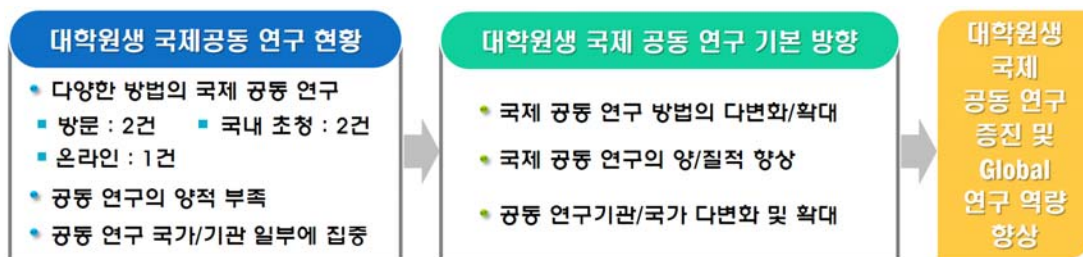 대학원생 국제공동 연구 현황
다양한 방법의 국제 공동 연구
방문 : 2건 국내 초청 : 2건
온라인 : 1건
공동 연구의 양적 부족
공동 연구 국가/기관 일부에 집중
대학원생 국제 공동 연구 기본 방향
국제 공동 연구 방법의 다변화/확대
국제 공동 연구의 양/질적 향상
공동 연구기관/국가 다변화 및 확대
대학원생
국제
공동 연구
증진 및
Global
연구 역량
향상